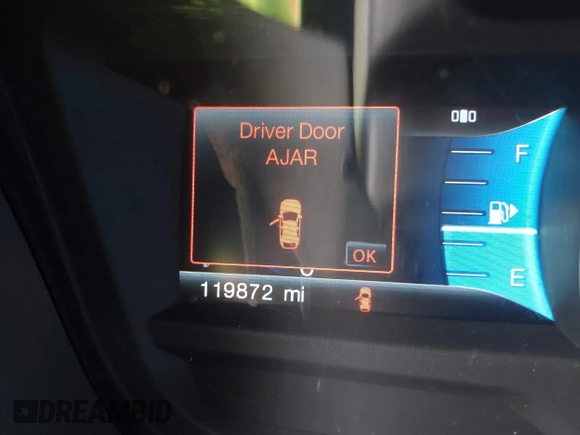 Driver Door
AJAR
OK
F
E
119872 mi
DREAMBID